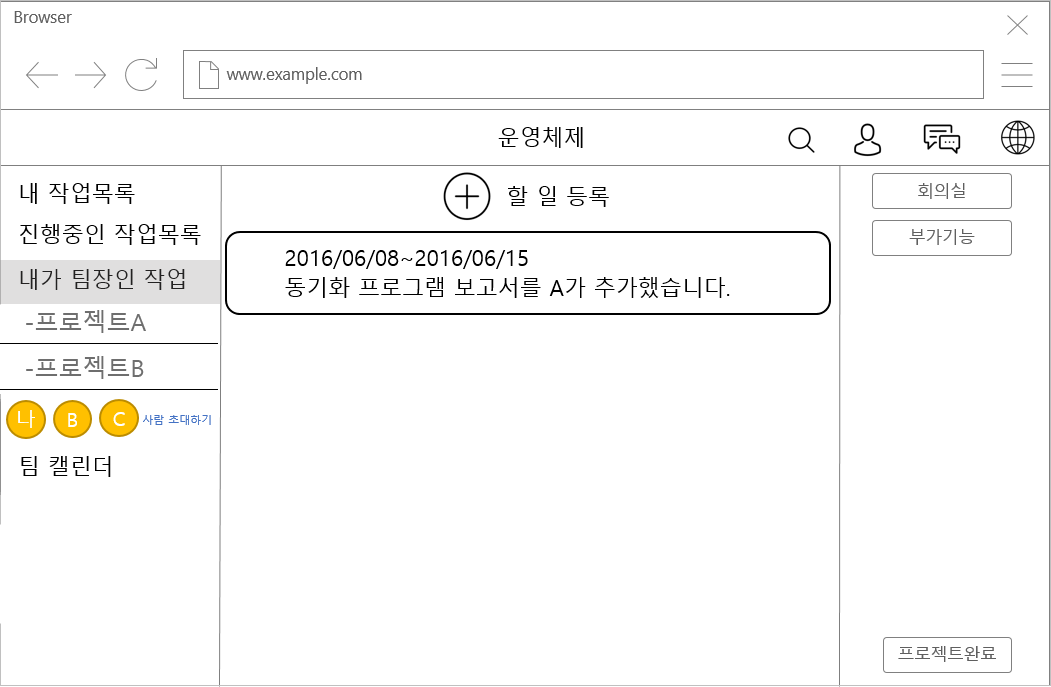 Browser
www.example.com
운영체제
내 작업목록
진행중인 작업목록
내가 팀장인 작업
-프로젝트A
-프로젝트B
나 B C 사람 초대하기
팀 캘린더
할 일 등록
2016/06/08~2016/06/15
동기화 프로그램 보고서를 A가 추가했습니다.
회의실
부가기능
프로젝트완료